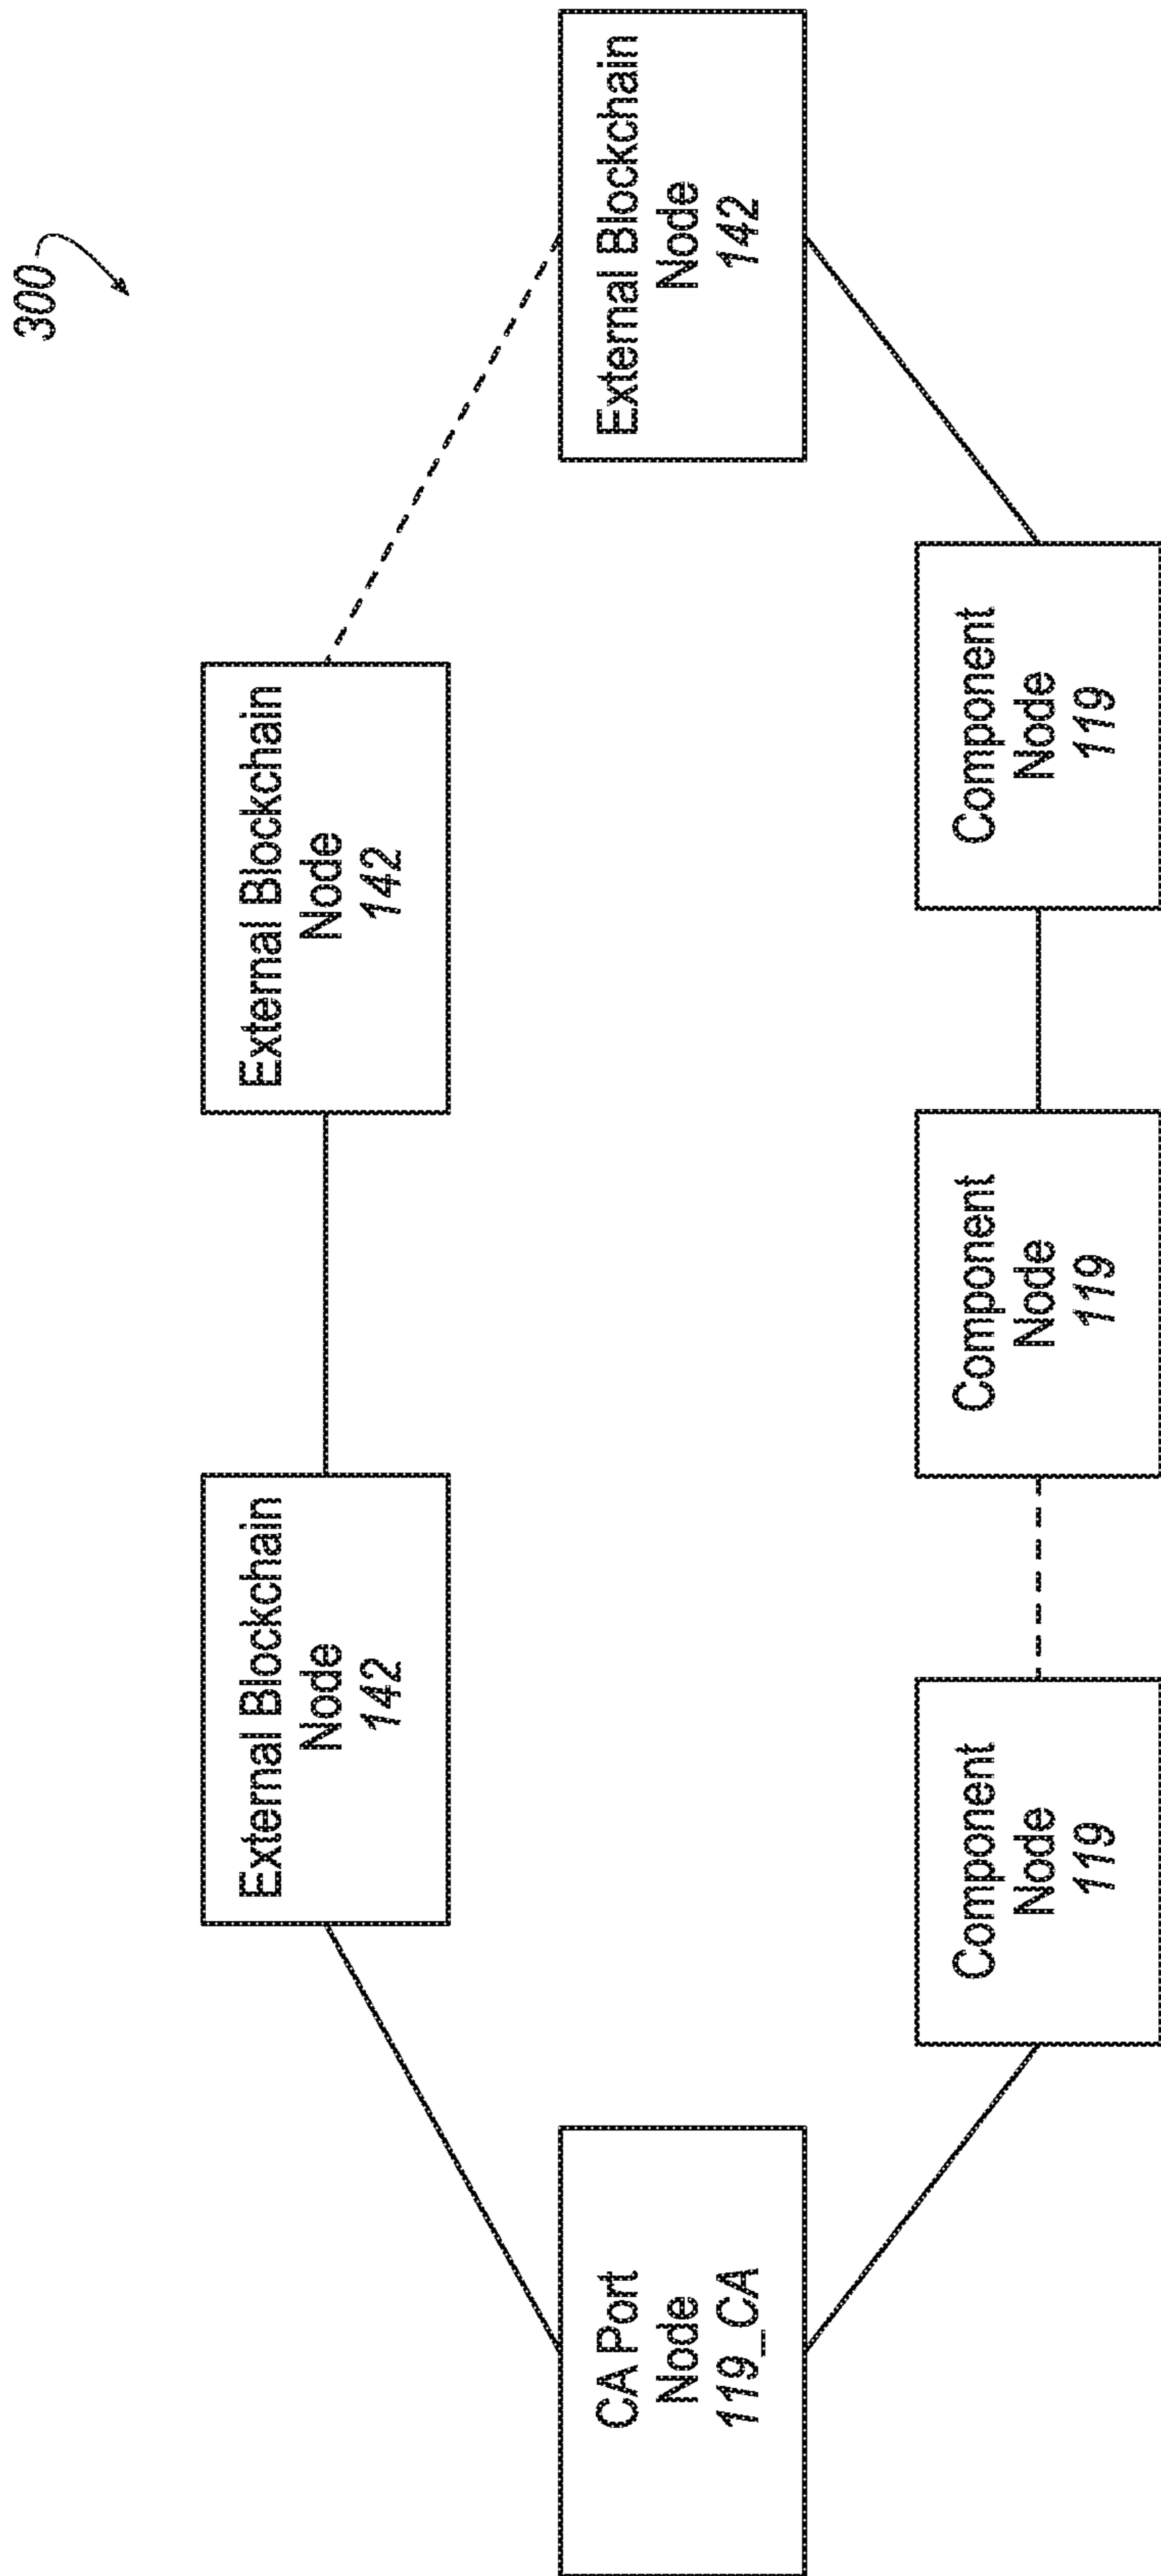 300
External Blockchain
Node
142
External Blockchain
Node
142
CA Port
Node
119_CA
External Blockchain
Node
142
Component
Node
119
Component
Node
119
Component
Node
119